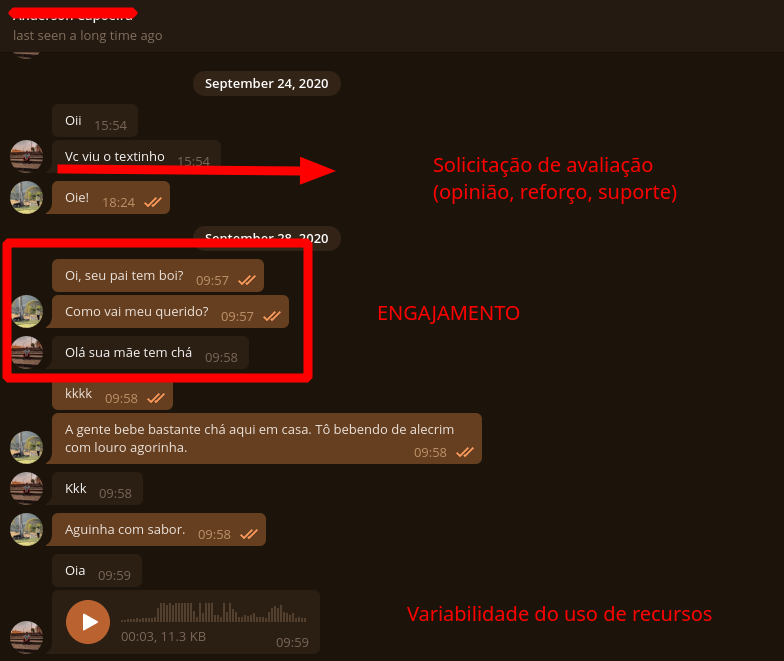 last seen a long time ago
September 24, 2020
Oii 15:54
Vc viu o textinho 15:54
Solicitação de avaliação
(opinião, reforço, suporte)
Oie! 18:24
September 28, 2020
Oi, seu pai tem boi? 09:57
Como vai meu querido? 09:57
ENGAJAMENTO
Olá sua mãe tem chá 09:58
kkkk 09:58
A gente bebe bastante chá aqui em casa. Tô bebendo de alecrim
com louro agorinha. 09:58
Kkk 09:58
Aguinha com sabor. 09:58
Oia 09:59
Variabilidade do uso de recursos
00:03, 11.3 KB 09:59